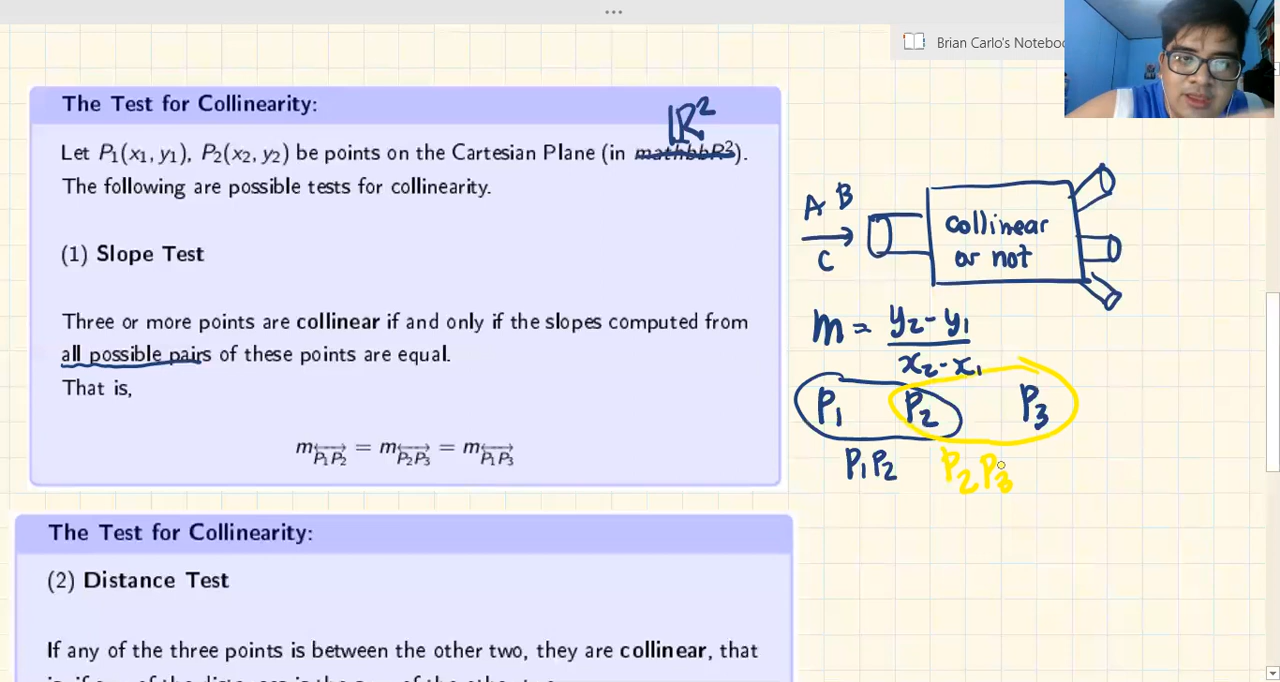 Brian Carlo's Noteboo
The Test for Collinearity:
ℝ²
Let P₁(x₁, y₁), P₂(x₂, y₂) be points on the Cartesian Plane (in mathbbR²).
The following are possible tests for collinearity.
(1) Slope Test
Three or more points are collinear if and only if the slopes computed from
all possible pairs of these points are equal.
That is,
m P₁P₂ = m P₂P₃ = m P₁P₃
A B
C
collinear
or not
m = y₂ - y₁
x₂ - x₁
P₁ P₂ P₃
P₁P₂ P₂P₃
The Test for Collinearity:
(2) Distance Test
If any of the three points is between the other two, they are collinear, that